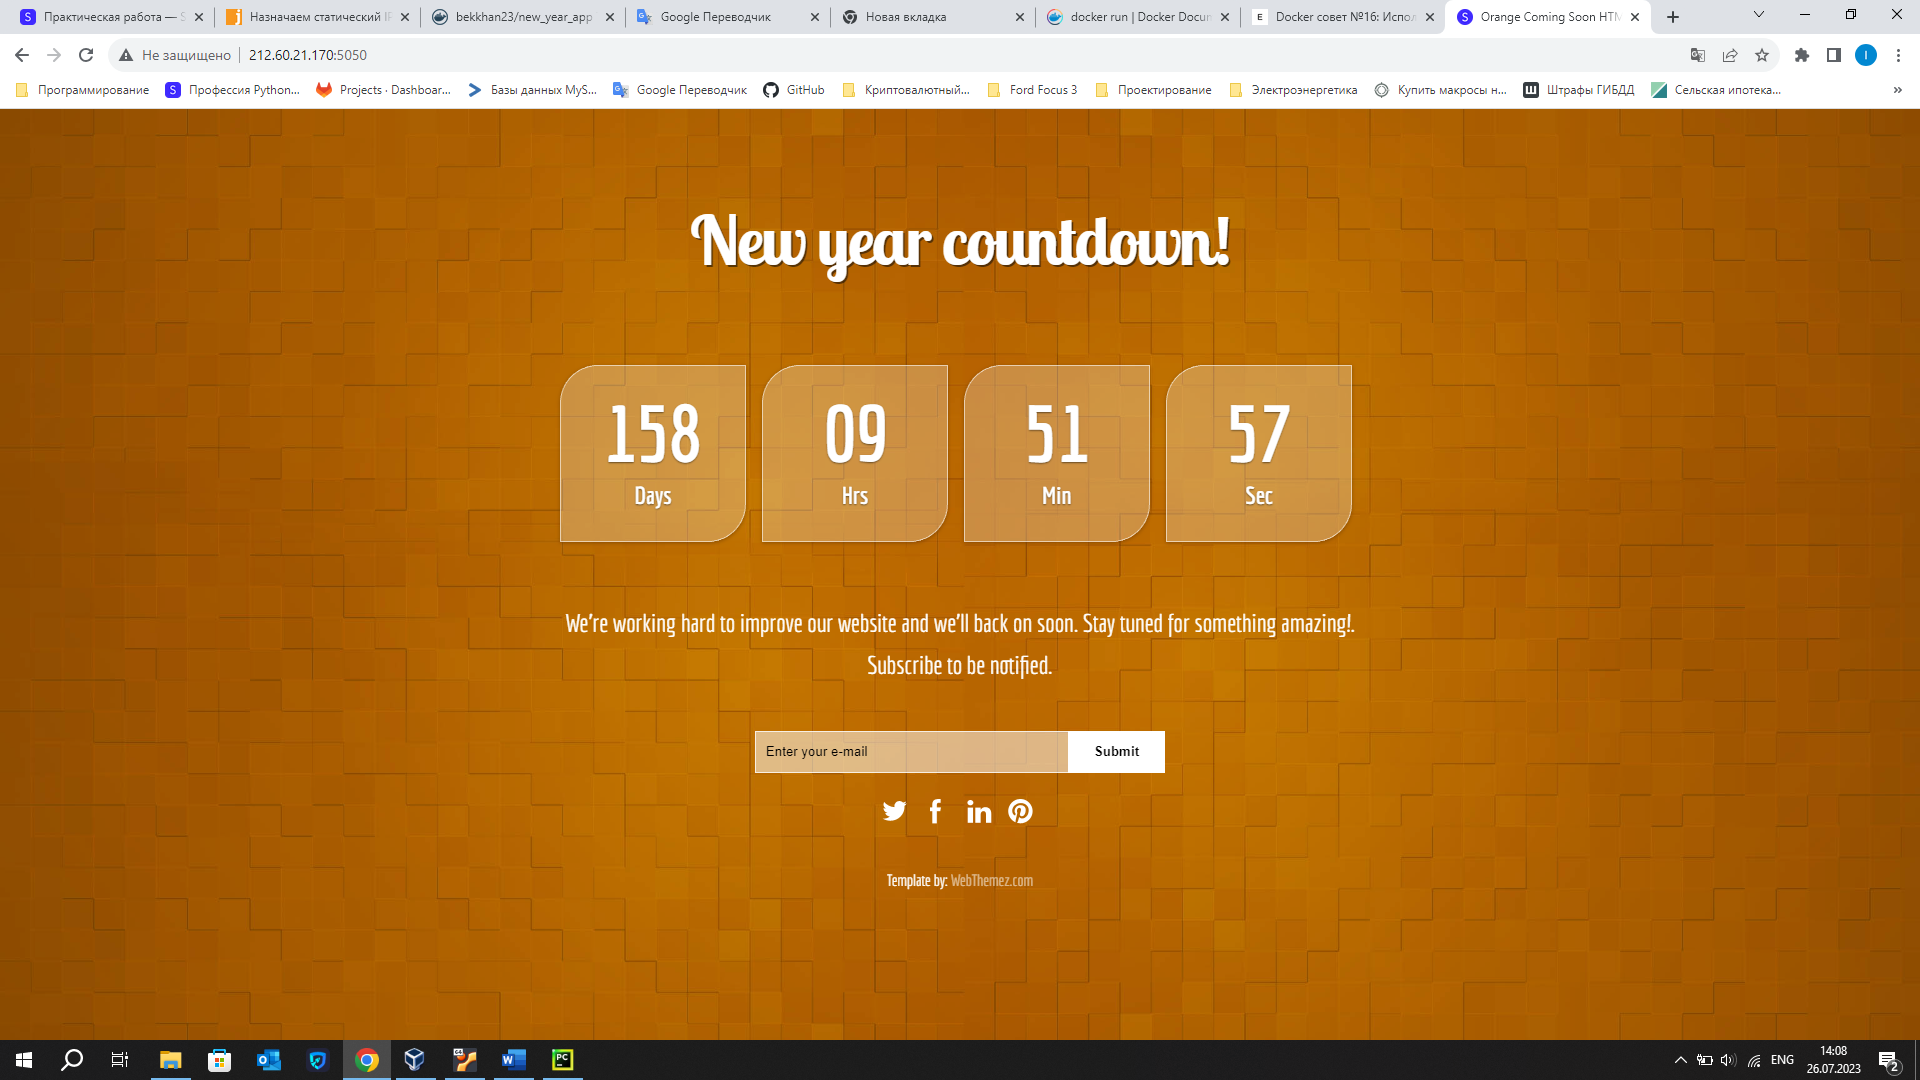 Практическая работа —
Назначаем статический IP
bekkhan23/new_year_app
Google Переводчик
Новая вкладка
docker run | Docker Docum
Docker совет №16: Испол
Orange Coming Soon HTM
Не защищено
212.60.21.170:5050
Программирование
Профессия Python...
Projects · Dashboar...
Базы данных MyS...
Google Переводчик
GitHub
Криптовалютный...
Ford Focus 3
Проектирование
Электроэнергетика
Купить макросы н...
Штрафы ГИБДД
Сельская ипотека...
New year countdown!
158 09 51 57
Days Hrs Min Sec
We're working hard to improve our website and we'll back on soon. Stay tuned for something amazing!.
Subscribe to be notified.
Enter your e-mail
Submit
Template by: WebThemez.com
ENG
14:08
26.07.2023
2